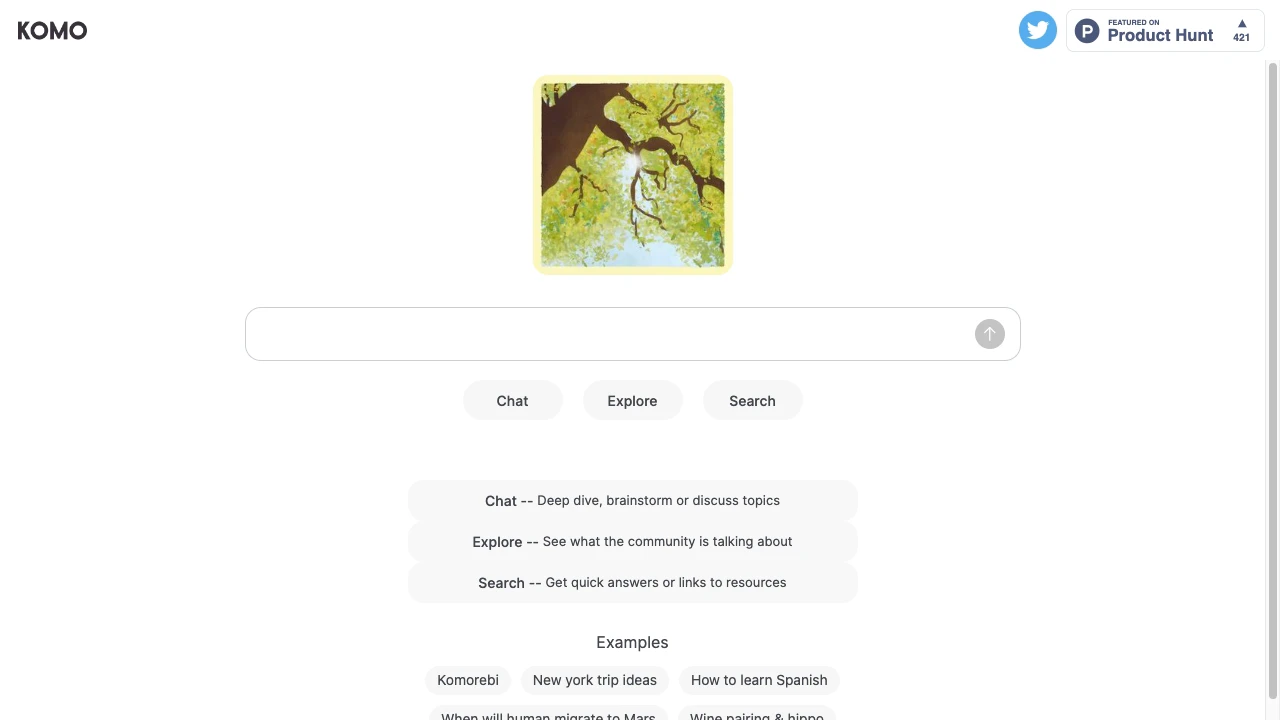 KOMO
FEATURED ON
Product Hunt
421
Chat
Explore
Search
Chat -- Deep dive, brainstorm or discuss topics
Explore -- See what the community is talking about
Search -- Get quick answers or links to resources
Examples
Komorebi
New york trip ideas
How to learn Spanish
When will human migrate to Mars
Wine pairing & hippo